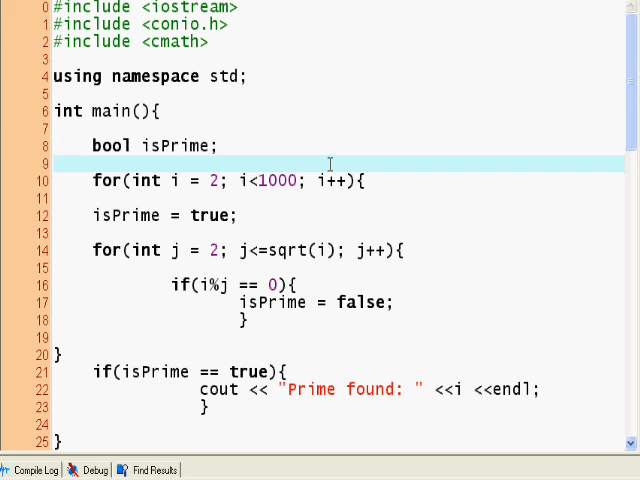 0 #include <iostream>
1 #include <conio.h>
2 #include <cmath>
3
4 using namespace std;
5
6 int main(){
7
8 bool isPrime;
9
10 for(int i = 2; i<1000; i++){
11
12 isPrime = true;
13
14 for(int j = 2; j<=sqrt(i); j++){
15
16 if(i%j == 0){
17 isPrime = false;
18 }
19
20 }
21 if(isPrime == true){
22 cout << "Prime found: " <<i <<endl;
23 }
24
25 }
Compile Log Debug Find Results